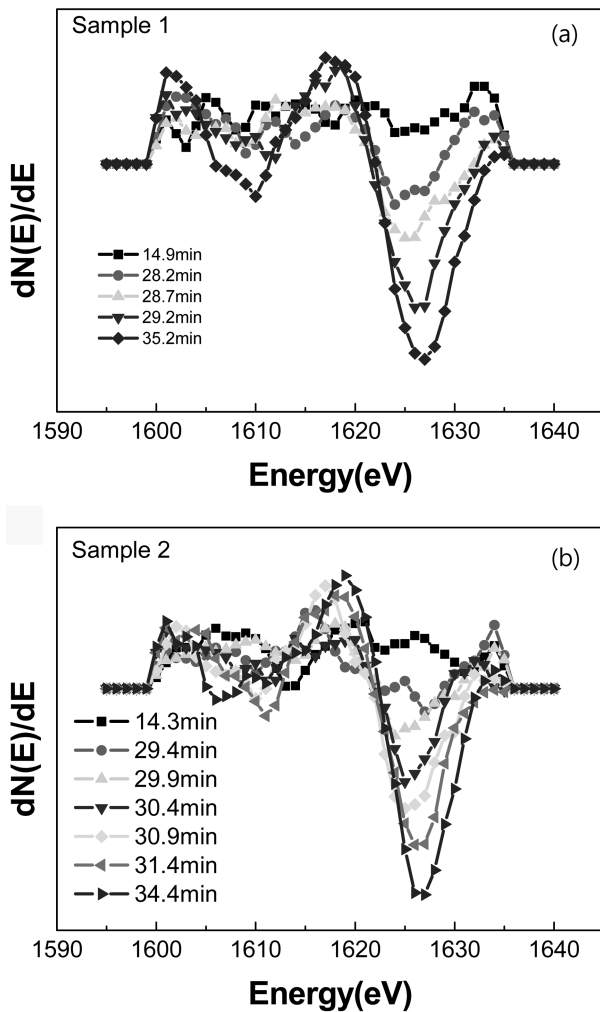 Sample 1
(a)
dN(E)/dE
14.9min
28.2min
28.7min
29.2min
35.2min
1590 1600 1610 1620 1630 1640
Energy(eV)
Sample 2
(b)
dN(E)/dE
14.3min
29.4min
29.9min
30.4min
30.9min
31.4min
34.4min
1590 1600 1610 1620 1630 1640
Energy(eV)